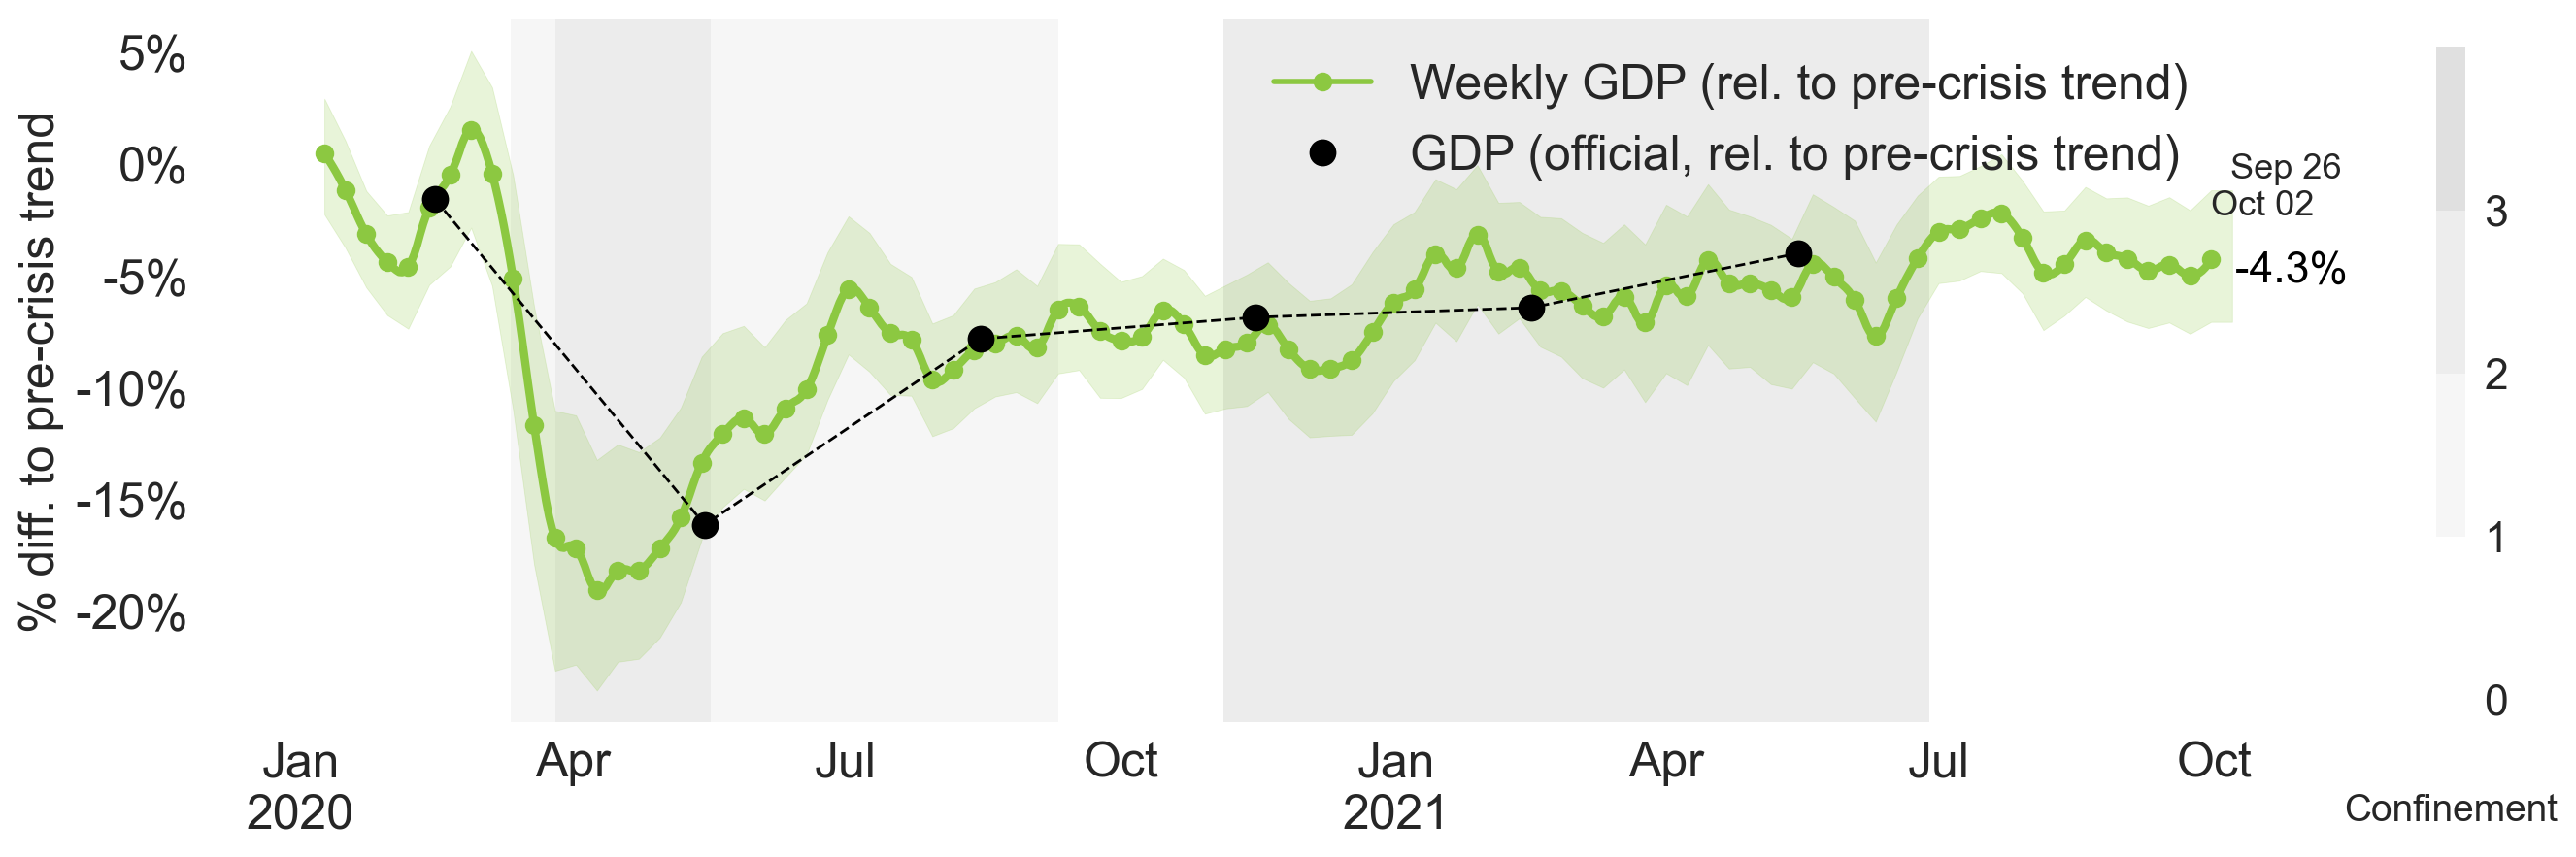 % diff. to pre-crisis trend
5%
0%
-5%
-10%
-15%
-20%
Weekly GDP (rel. to pre-crisis trend)
GDP (official, rel. to pre-crisis trend)
Sep 26
Oct 02
-4.3%
Jan
2020
Apr
Jul
Oct
Jan
2021
Apr
Jul
Oct
3
2
1
0
Confinement